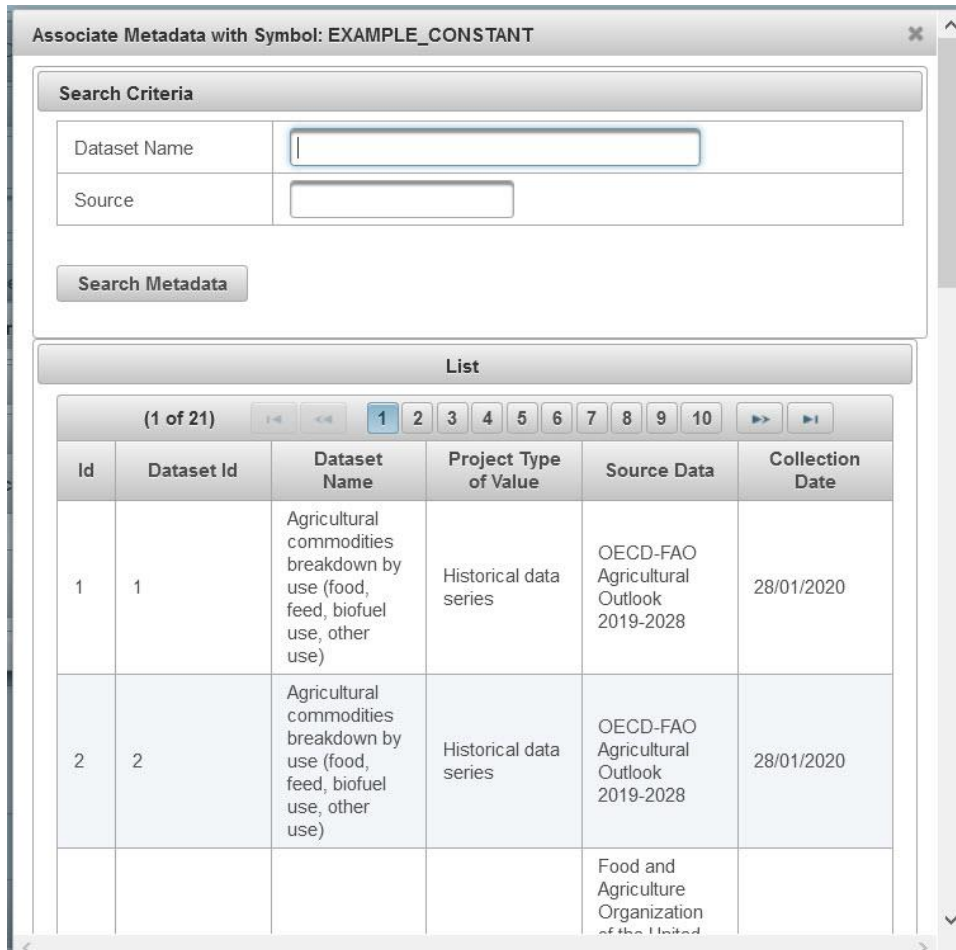 Associate Metadata with Symbol: EXAMPLE_CONSTANT
Search Criteria
Dataset Name
Source
Search Metadata
List
(1 of 21) 1 2 3 4 5 6 7 8 9 10
Id
Dataset Id
Dataset
Name
Project Type
of Value
Source Data
Collection
Date
1
1
Agricultural
commodities
breakdown by
use (food,
feed, biofuel
use, other
use)
Historical data
series
OECD-FAO
Agricultural
Outlook
2019-2028
28/01/2020
2
2
Agricultural
commodities
breakdown by
use (food,
feed, biofuel
use, other
use)
Historical data
series
OECD-FAO
Agricultural
Outlook
2019-2028
28/01/2020
Food and
Agriculture
Organization
of the United